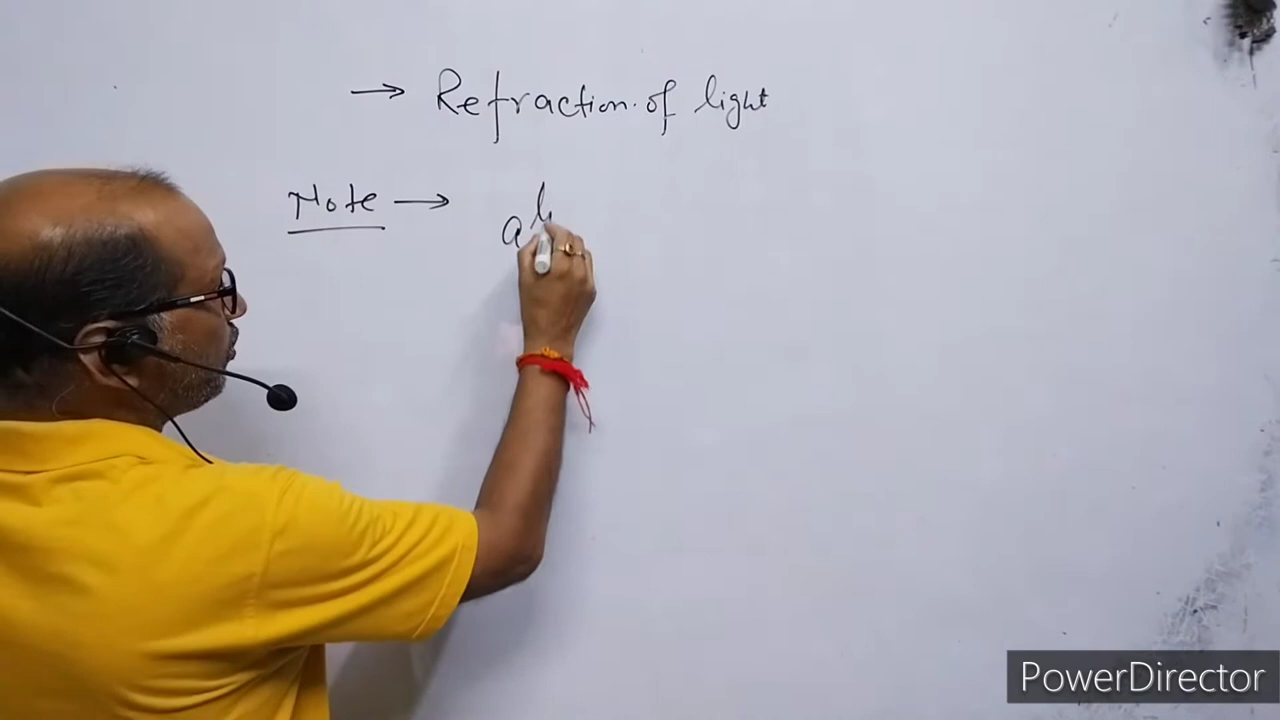 → Refraction.of light
Note → a
PowerDirector